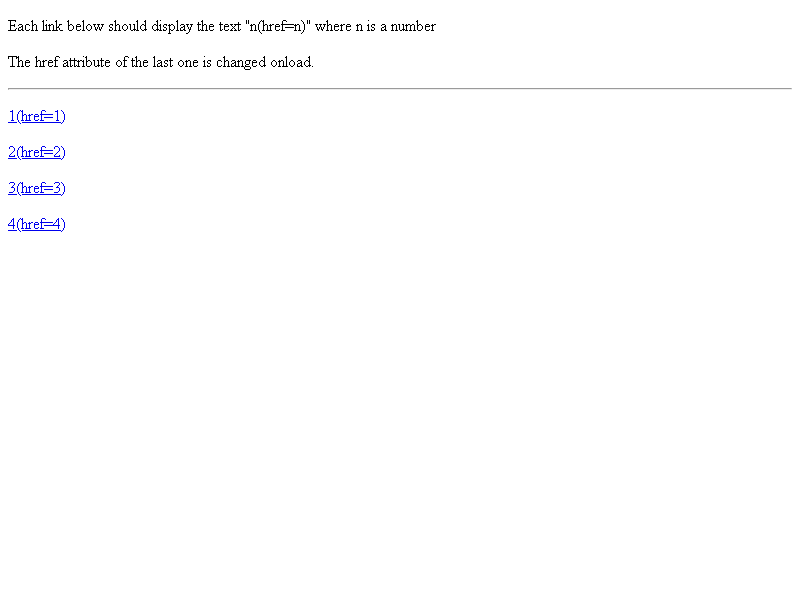 Each link below should display the text "n(href=n)" where n is a number
The href attribute of the last one is changed onload.
1(href=1)
2(href=2)
3(href=3)
4(href=4)